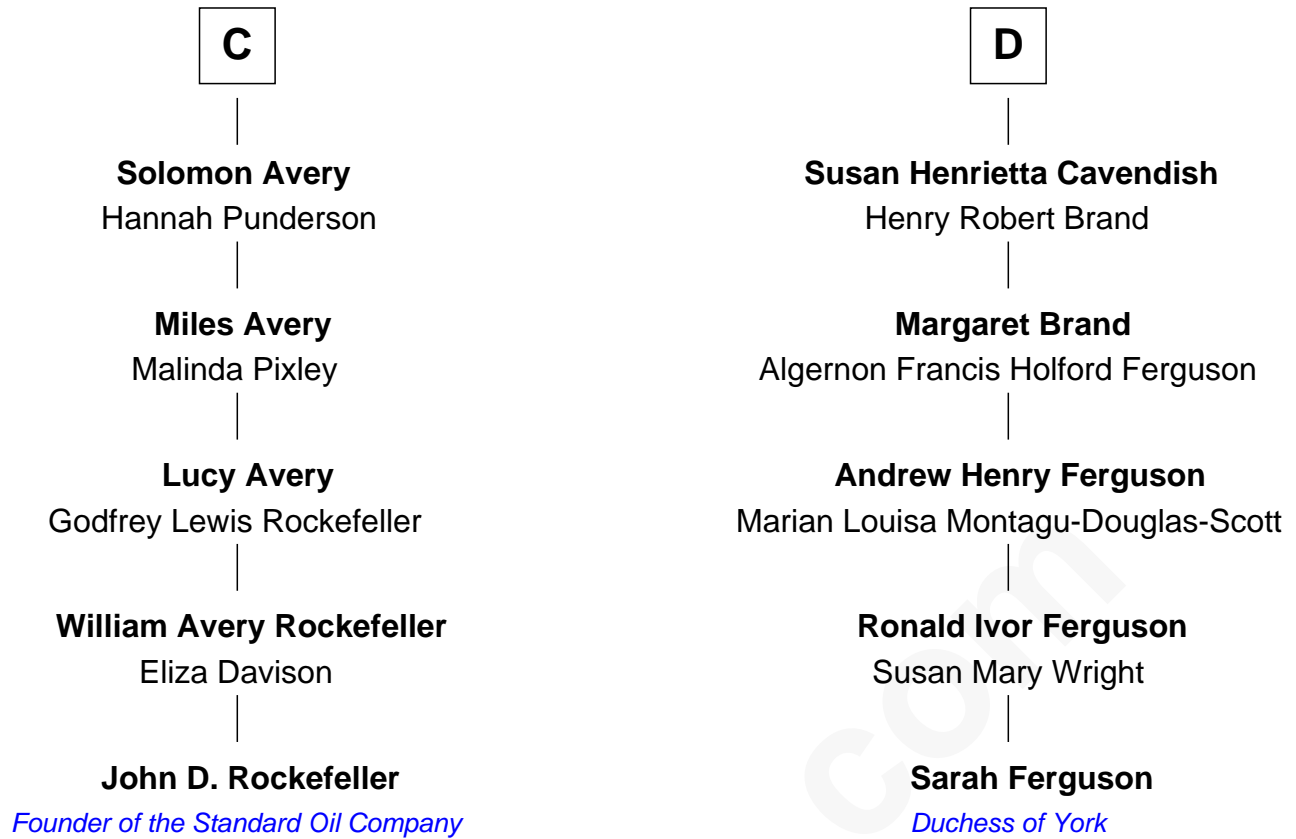 C
Solomon Avery
Hannah Punderson
Miles Avery
Malinda Pixley
Lucy Avery
Godfrey Lewis Rockefeller
William Avery Rockefeller
Eliza Davison
John D. Rockefeller
Founder of the Standard Oil Company
D
Susan Henrietta Cavendish
Henry Robert Brand
Margaret Brand
Algernon Francis Holford Ferguson
Andrew Henry Ferguson
Marian Louisa Montagu-Douglas-Scott
Ronald Ivor Ferguson
Susan Mary Wright
Sarah Ferguson
Duchess of York
com